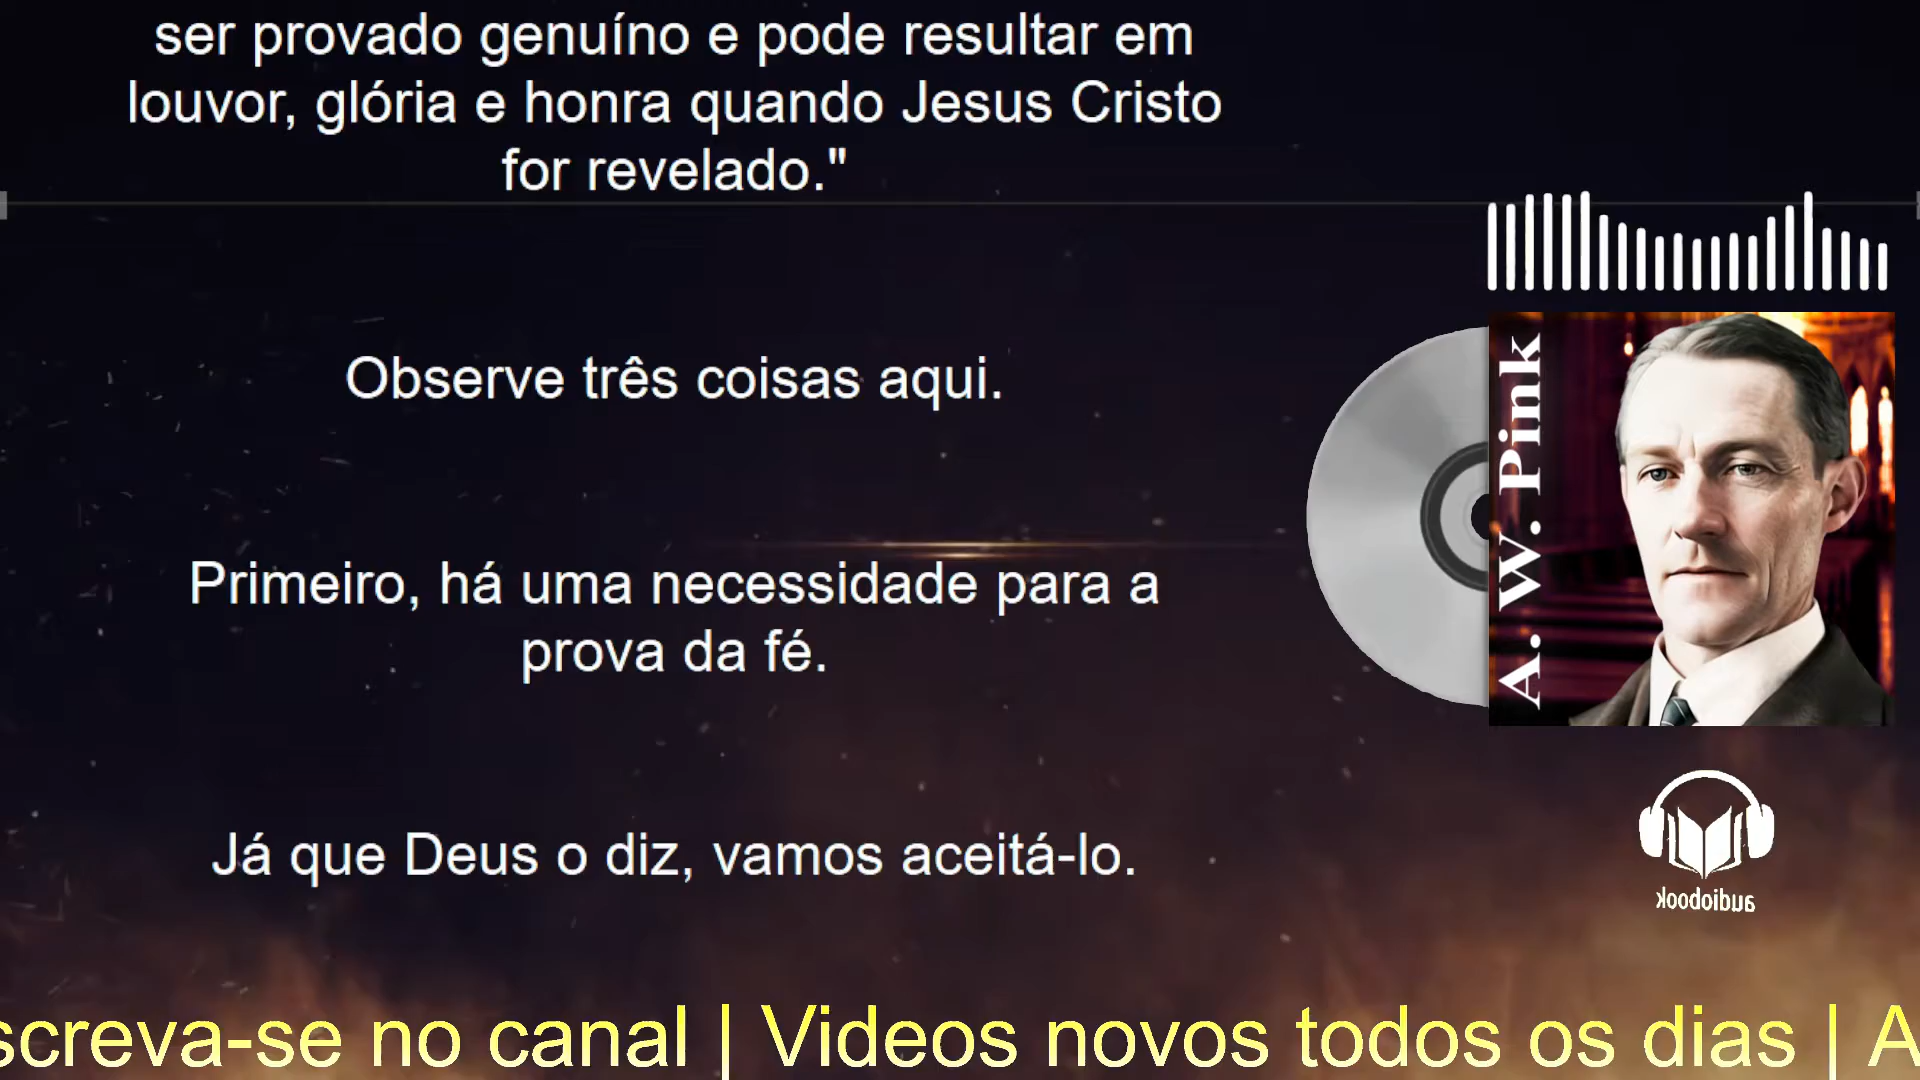 ser provado genuíno e pode resultar em
louvor, glória e honra quando Jesus Cristo
for revelado."
Observe três coisas aqui.
Primeiro, há uma necessidade para a
prova da fé.
Já que Deus o diz, vamos aceitá-lo.
A. W. Pink
audiobook
screva-se no canal | Videos novos todos os dias | A